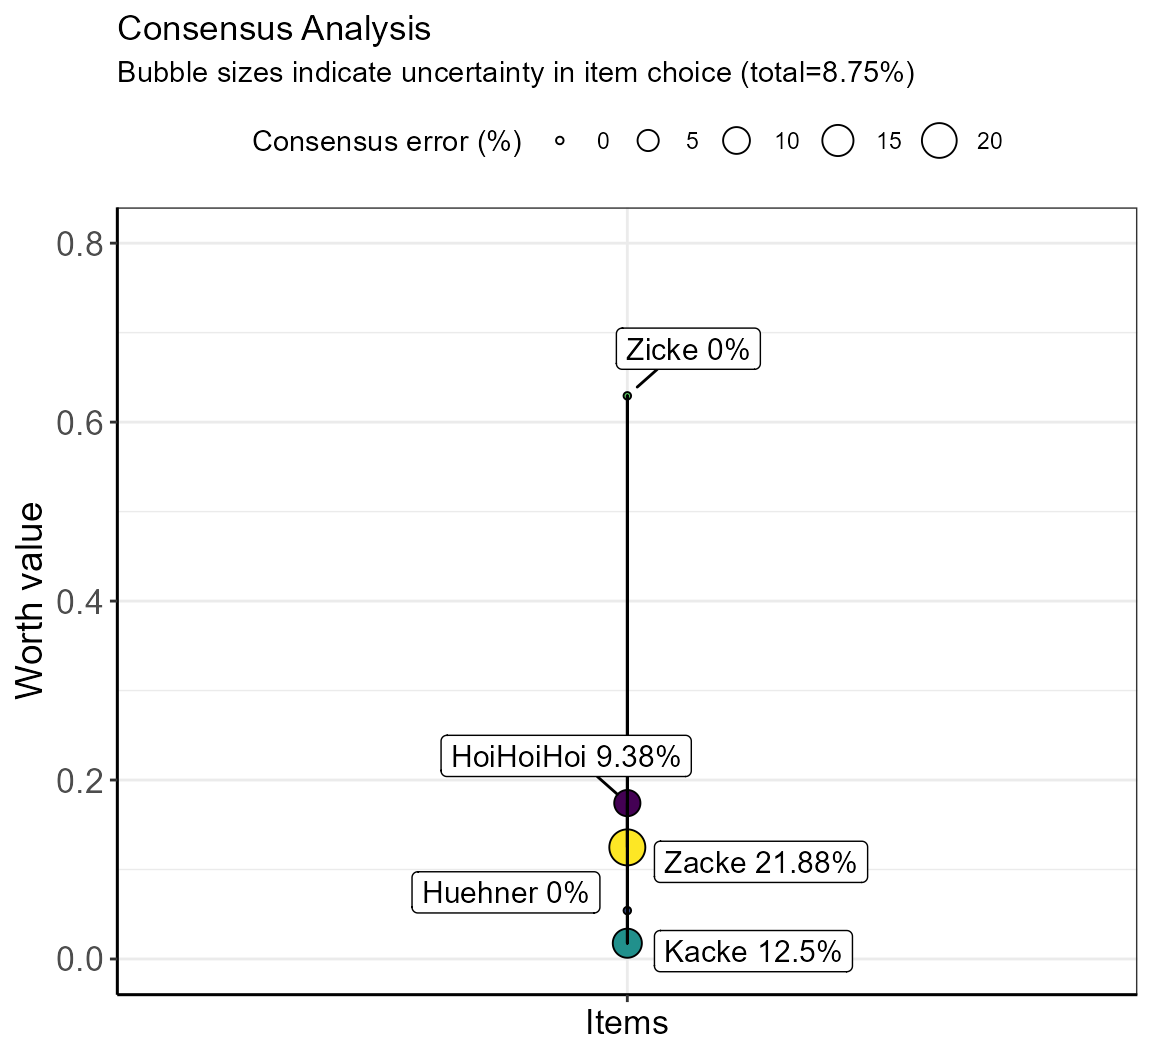 Consensus Analysis
Bubble sizes indicate uncertainty in item choice (total=8.75%)
Consensus error (%) 0 5 10 15 20
Worth value
0.8
0.6
0.4
0.2
0.0
Zicke 0%
HoiHoiHoi 9.38%
Zacke 21.88%
Huehner 0%
Kacke 12.5%
Items